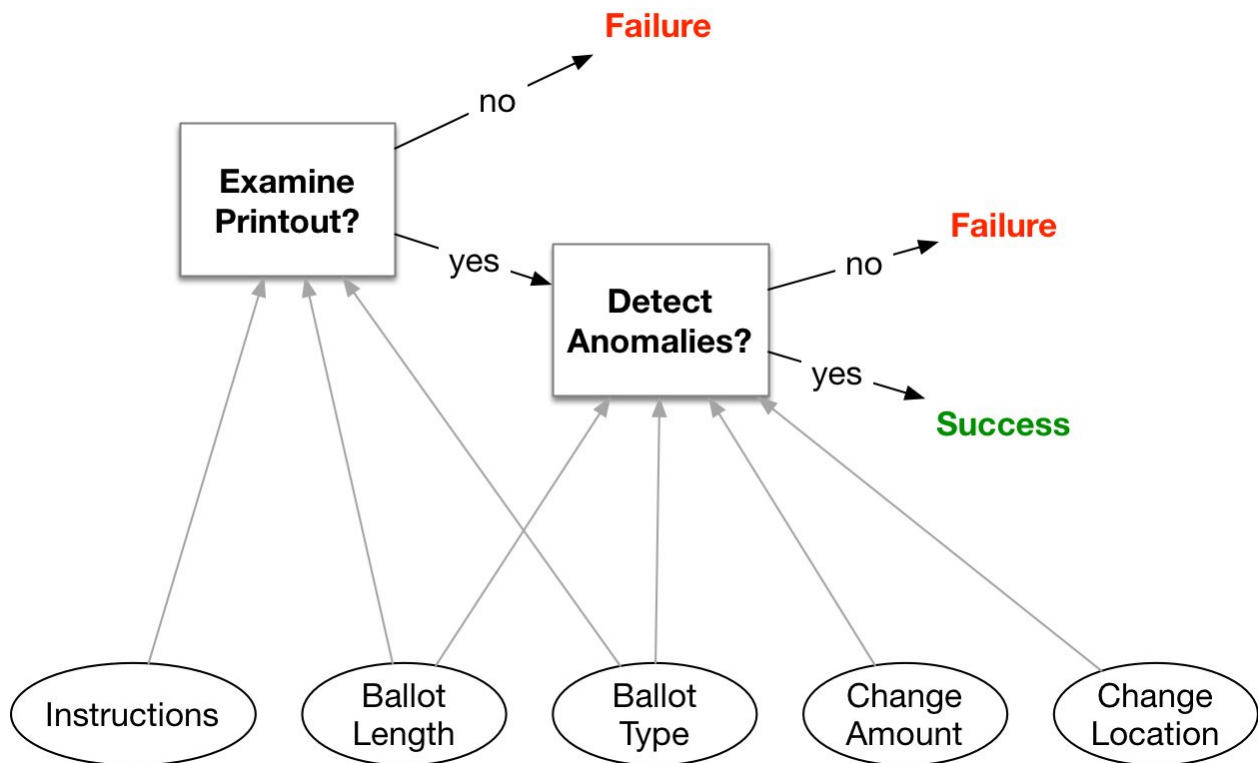 Failure
no
Examine
Printout?
yes
Failure
no
Detect
Anomalies?
yes
Success
Instructions
Ballot
Length
Ballot
Type
Change
Amount
Change
Location